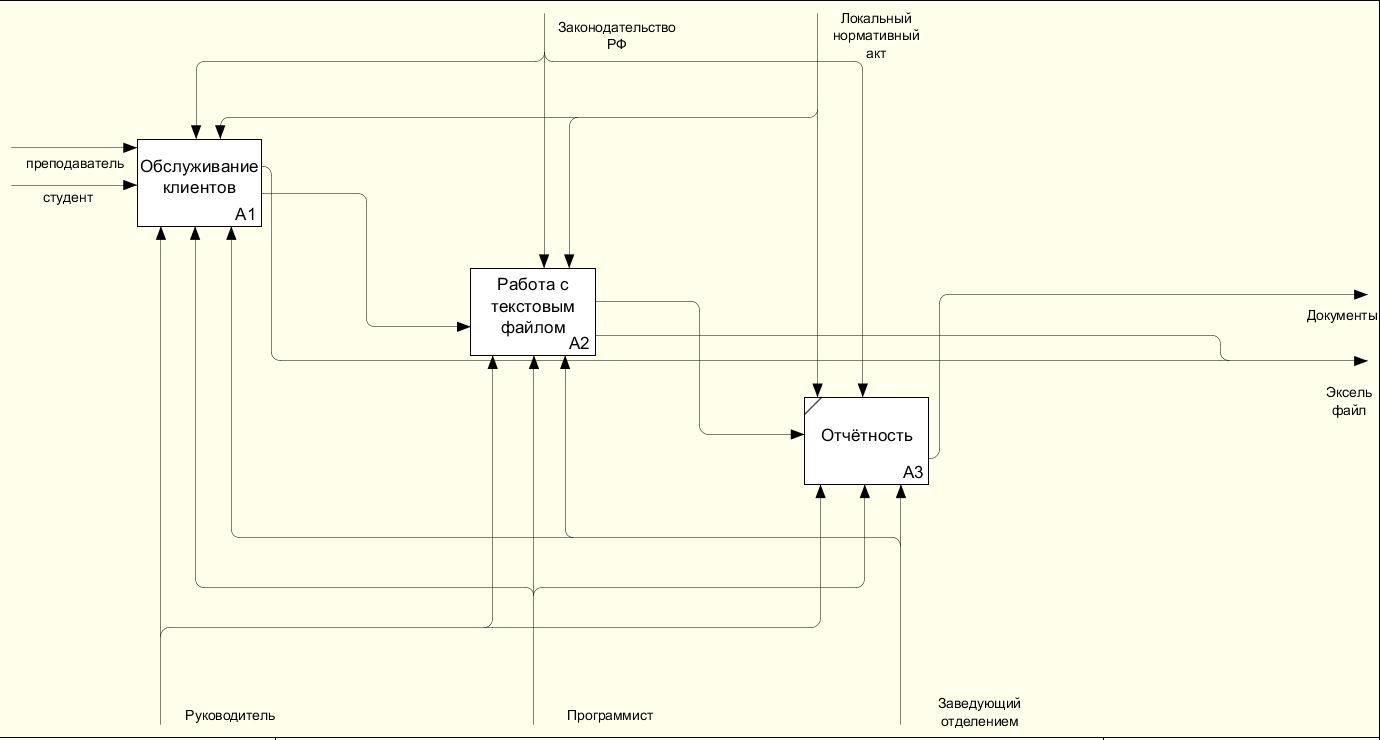 Законодательство
РФ
Локальный
нормативный
акт
преподаватель
студент
Обслуживание
клиентов
A1
Работа с
текстовым
файлом
A2
Документы
Эксель
файл
Отчётность
A3
Руководитель
Программист
Заведующий
отделением